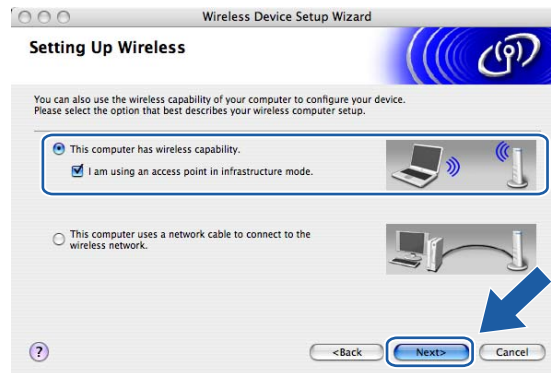 Wireless Device Setup Wizard
Setting Up Wireless
You can also use the wireless capability of your computer to configure your device.
Please select the option that best describes your wireless computer setup.
This computer has wireless capability.
I am using an access point in infrastructure mode.
This computer uses a network cable to connect to the
wireless network.
?
<Back
Next>
Cancel